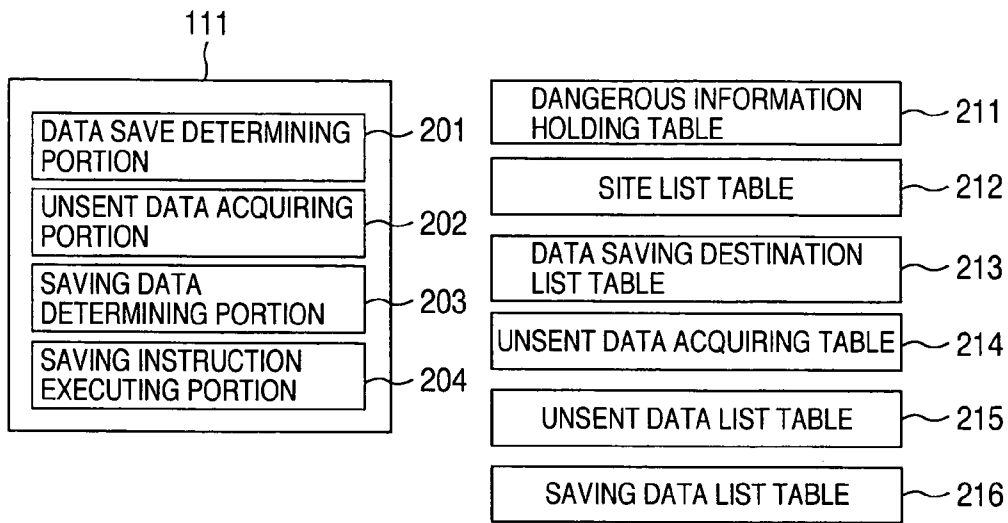 111
DATA SAVE DETERMINING
PORTION
201
UNSENT DATA ACQUIRING
PORTION
202
SAVING DATA
DETERMINING PORTION
203
SAVING INSTRUCTION
EXECUTING PORTION
204
DANGEROUS INFORMATION
HOLDING TABLE
211
SITE LIST TABLE
212
DATA SAVING DESTINATION
LIST TABLE
213
UNSENT DATA ACQUIRING TABLE
214
UNSENT DATA LIST TABLE
215
SAVING DATA LIST TABLE
216